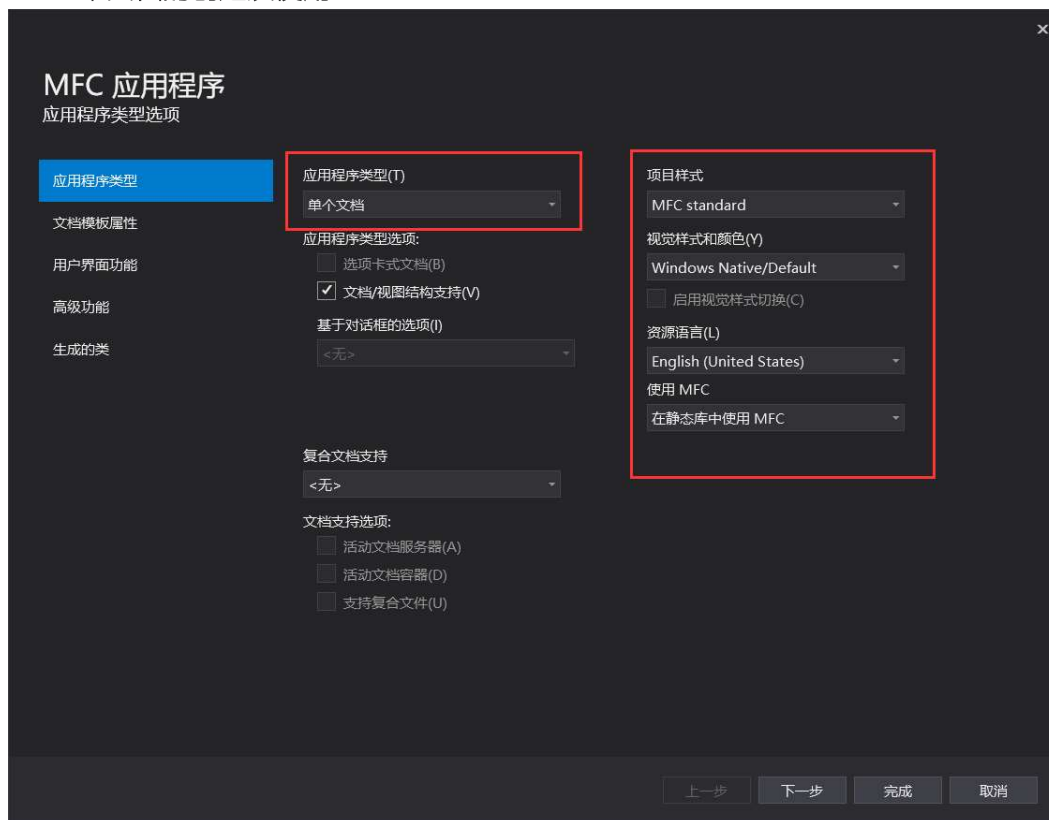 MFC 应用程序
应用程序类型选项
应用程序类型
文档模板属性
用户界面功能
高级功能
生成的类
应用程序类型(T)
单个文档
应用程序类型选项:
选项卡式文档(B)
文档/视图结构支持(V)
基于对话框的选项(I)
<无>
复合文档支持
<无>
文档支持选项:
活动文档服务器(A)
活动文档容器(D)
支持复合文件(U)
项目样式
MFC standard
视觉样式和颜色(Y)
Windows Native/Default
启用视觉样式切换(C)
资源语言(L)
English (United States)
使用 MFC
在静态库中使用 MFC
上一步
下一步
完成
取消